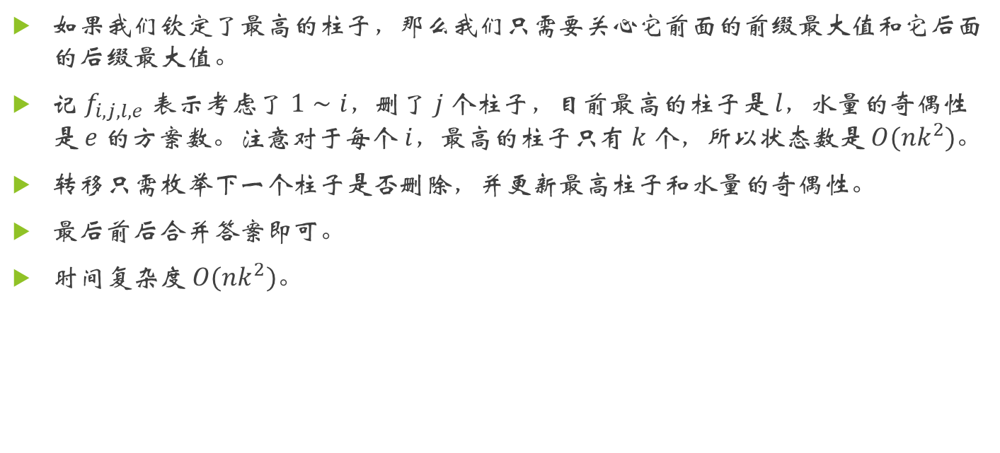 如果我们钦定了最高的柱子，那么我们只需要关心它前面的前缀最大值和它后面
的后缀最大值。
记 f_{i,j,l,e} 表示考虑了 1 ~ i，删了 j 个柱子，目前最高的柱子是 l，水量的奇偶性
是 e 的方案数。注意对于每个 i，最高的柱子只有 k 个，所以状态数是 O(nk²)。
转移只需枚举下一个柱子是否删除，并更新最高柱子和水量的奇偶性。
最后前后合并答案即可。
时间复杂度 O(nk²)。